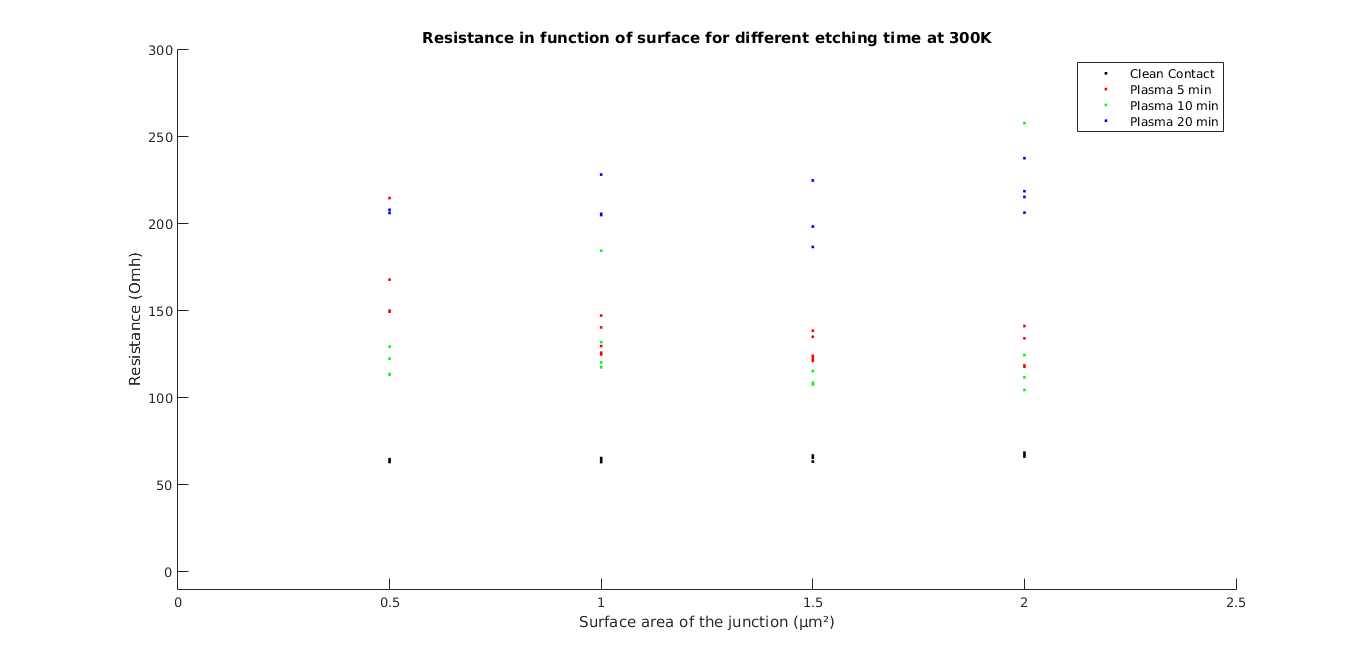 Resistance in function of surface for different etching time at 300K
Clean Contact
Plasma 5 min
Plasma 10 min
Plasma 20 min
Resistance (Omh)
300
250
200
150
100
50
0
0 0.5 1 1.5 2 2.5
Surface area of the junction (µm²)